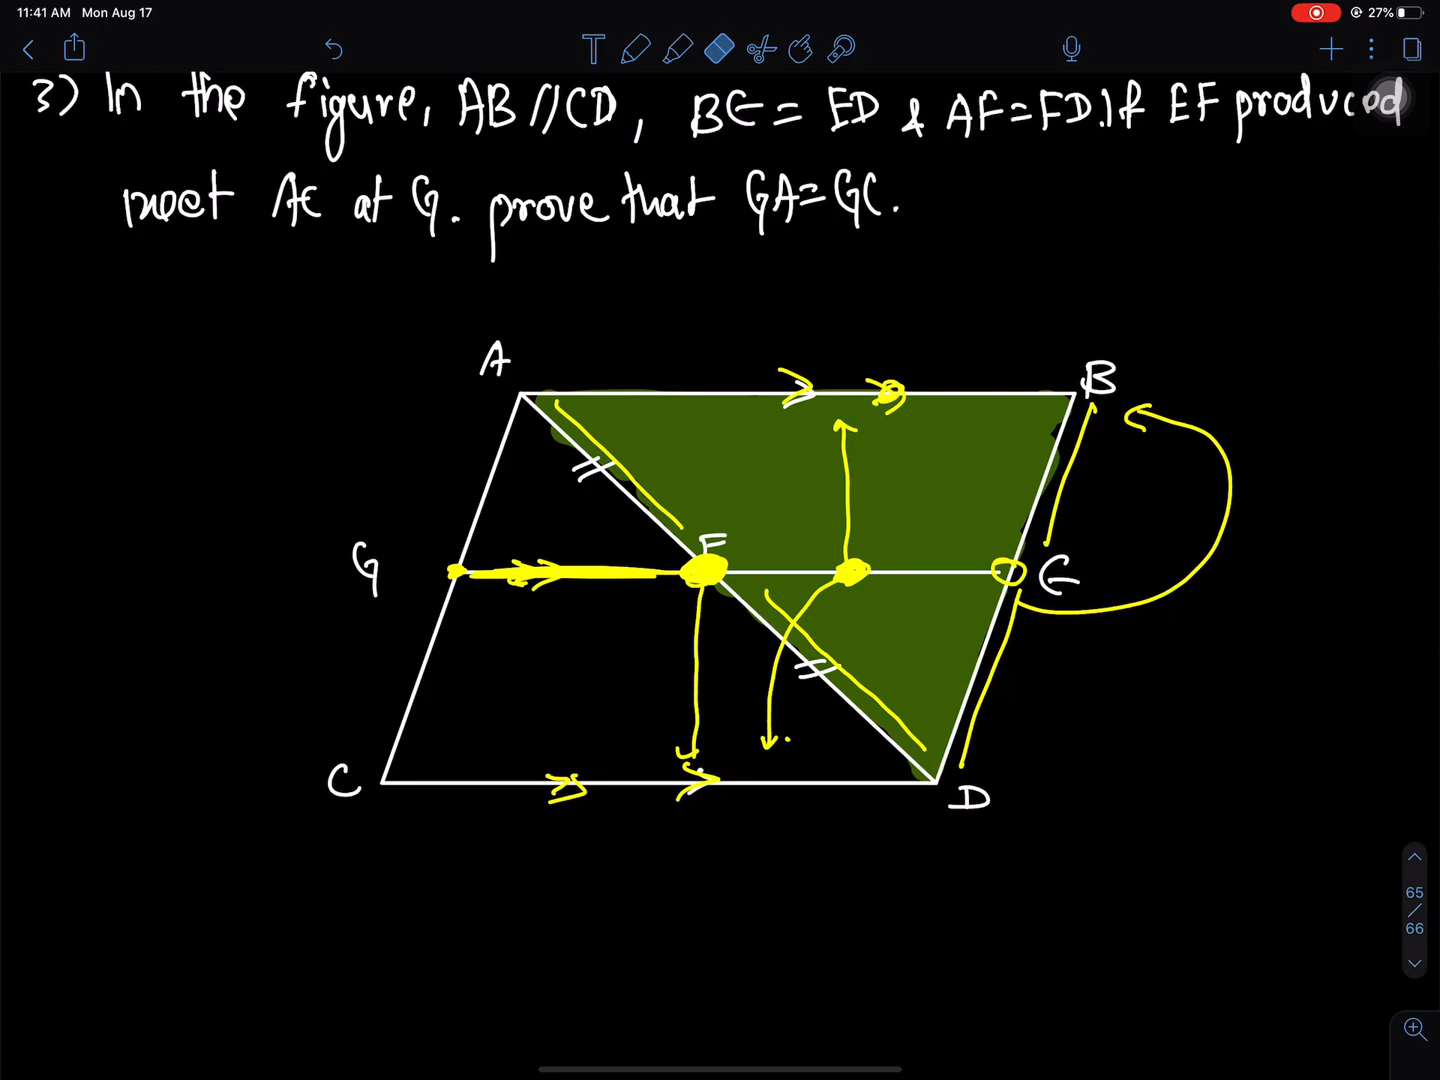 11:41 AM Mon Aug 17
27%
3) In the figure, AB//CD, BE = ED & AF = FD. If EF produced
meet AC at G. prove that GA = GC.
A
B
F
G
E
C
D
65
66